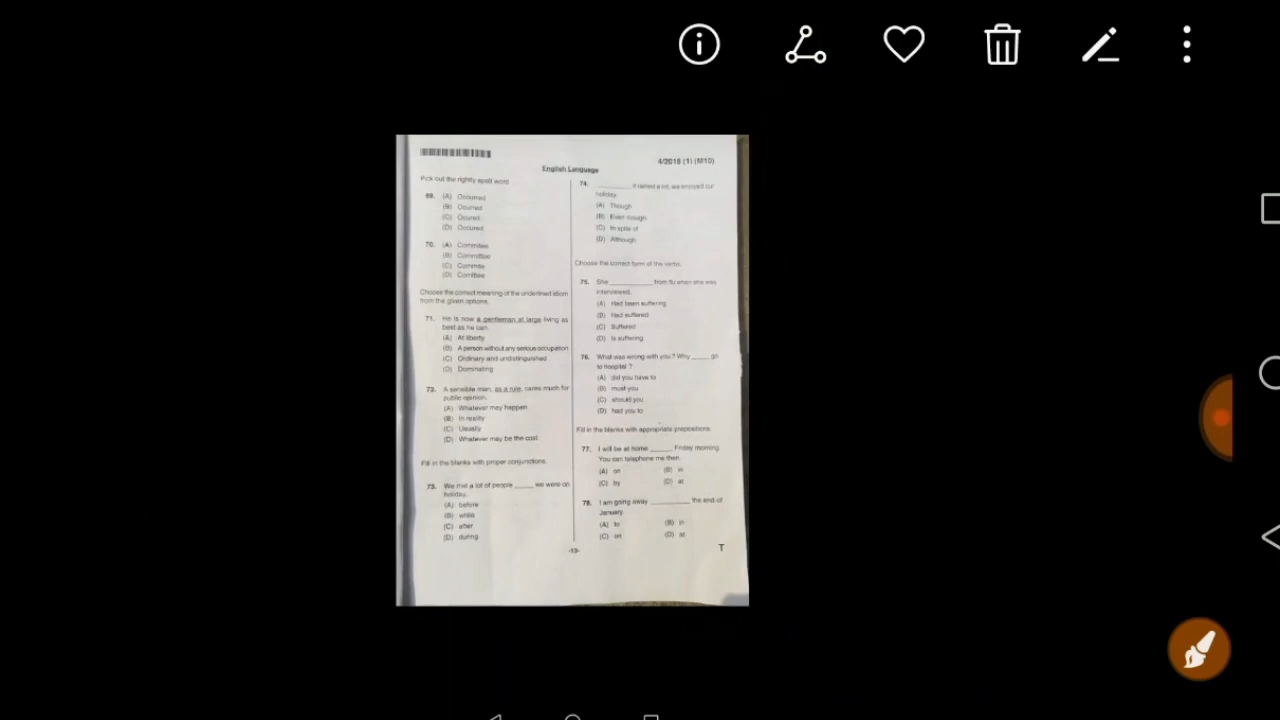 4/2018 (1) (M10)
English Language
Pick out the rightly spelt word
69. (A) Occurred
(B) Ocurred
(C) Ocured
(D) Occured
70. (A) Commitee
(B) Committee
(C) Commite
(D) Comittee
Choose the correct meaning of the underlined idiom
from the given options.
71. He is now a gentleman at large living as
best as he can.
(A) At liberty
(B) A person without any serious occupation
(C) Ordinary and undistinguished
(D) Dominating
72. A sensible man, as a rule, cares much for
public opinion.
(A) Whatever may happen
(B) In reality
(C) Usually
(D) Whatever may be the cost
Fill in the blanks with proper conjunctions.
73. We met a lot of people _____ we were on
holiday.
(A) before
(B) while
(C) after
(D) during
74. ________ it rained a lot, we enjoyed our
holiday.
(A) Though
(B) Even though
(C) In spite of
(D) Although
Choose the correct form of the verbs.
75. She __________ from flu when she was
interviewed.
(A) Had been suffering
(B) Had suffered
(C) Suffered
(D) Is suffering
76. What was wrong with you ? Why ____ go
to hospital ?
(A) did you have to
(B) must you
(C) should you
(D) had you to
Fill in the blanks with appropriate prepositions.
77. I will be at home _____ Friday morning.
You can telephone me then.
(A) on (B) in
(C) by (D) at
78. I am going away _________ the end of
January.
(A) to (B) in
(C) on (D) at
-13-
T